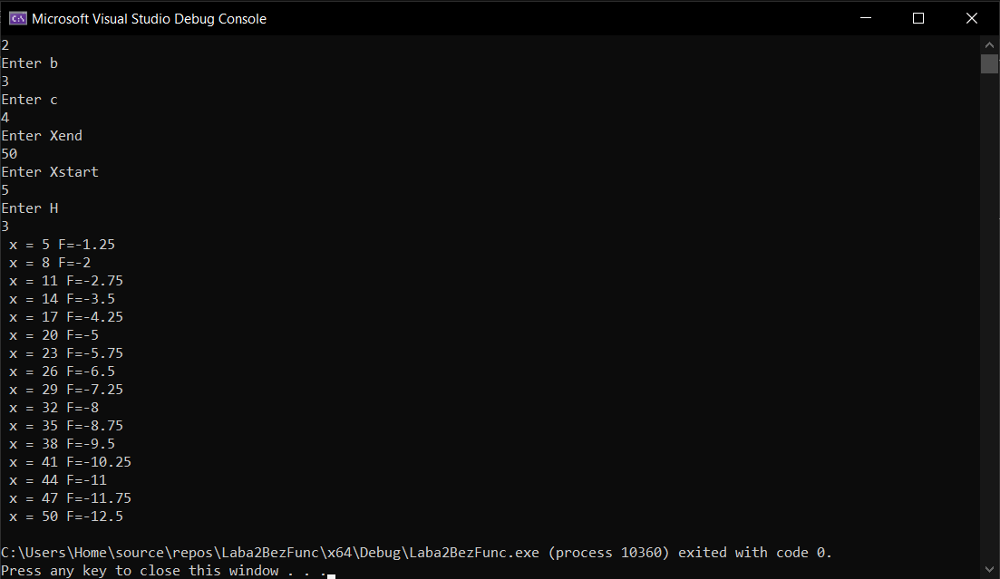 Microsoft Visual Studio Debug Console
2
Enter b
3
Enter c
4
Enter Xend
50
Enter Xstart
5
Enter H
3
x = 5 F=-1.25
x = 8 F=-2
x = 11 F=-2.75
x = 14 F=-3.5
x = 17 F=-4.25
x = 20 F=-5
x = 23 F=-5.75
x = 26 F=-6.5
x = 29 F=-7.25
x = 32 F=-8
x = 35 F=-8.75
x = 38 F=-9.5
x = 41 F=-10.25
x = 44 F=-11
x = 47 F=-11.75
x = 50 F=-12.5
C:\Users\Home\source\repos\Laba2BezFunc\x64\Debug\Laba2BezFunc.exe (process 10360) exited with code 0.
Press any key to close this window . . .